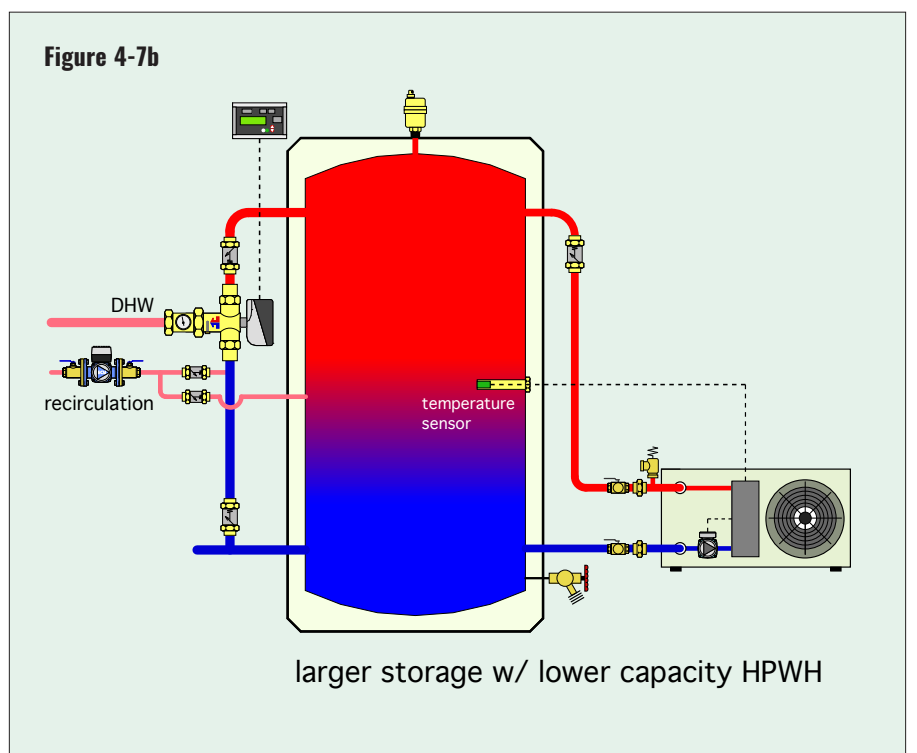 Figure 4-7b
DHW
recirculation
temperature
sensor
larger storage w/ lower capacity HPWH